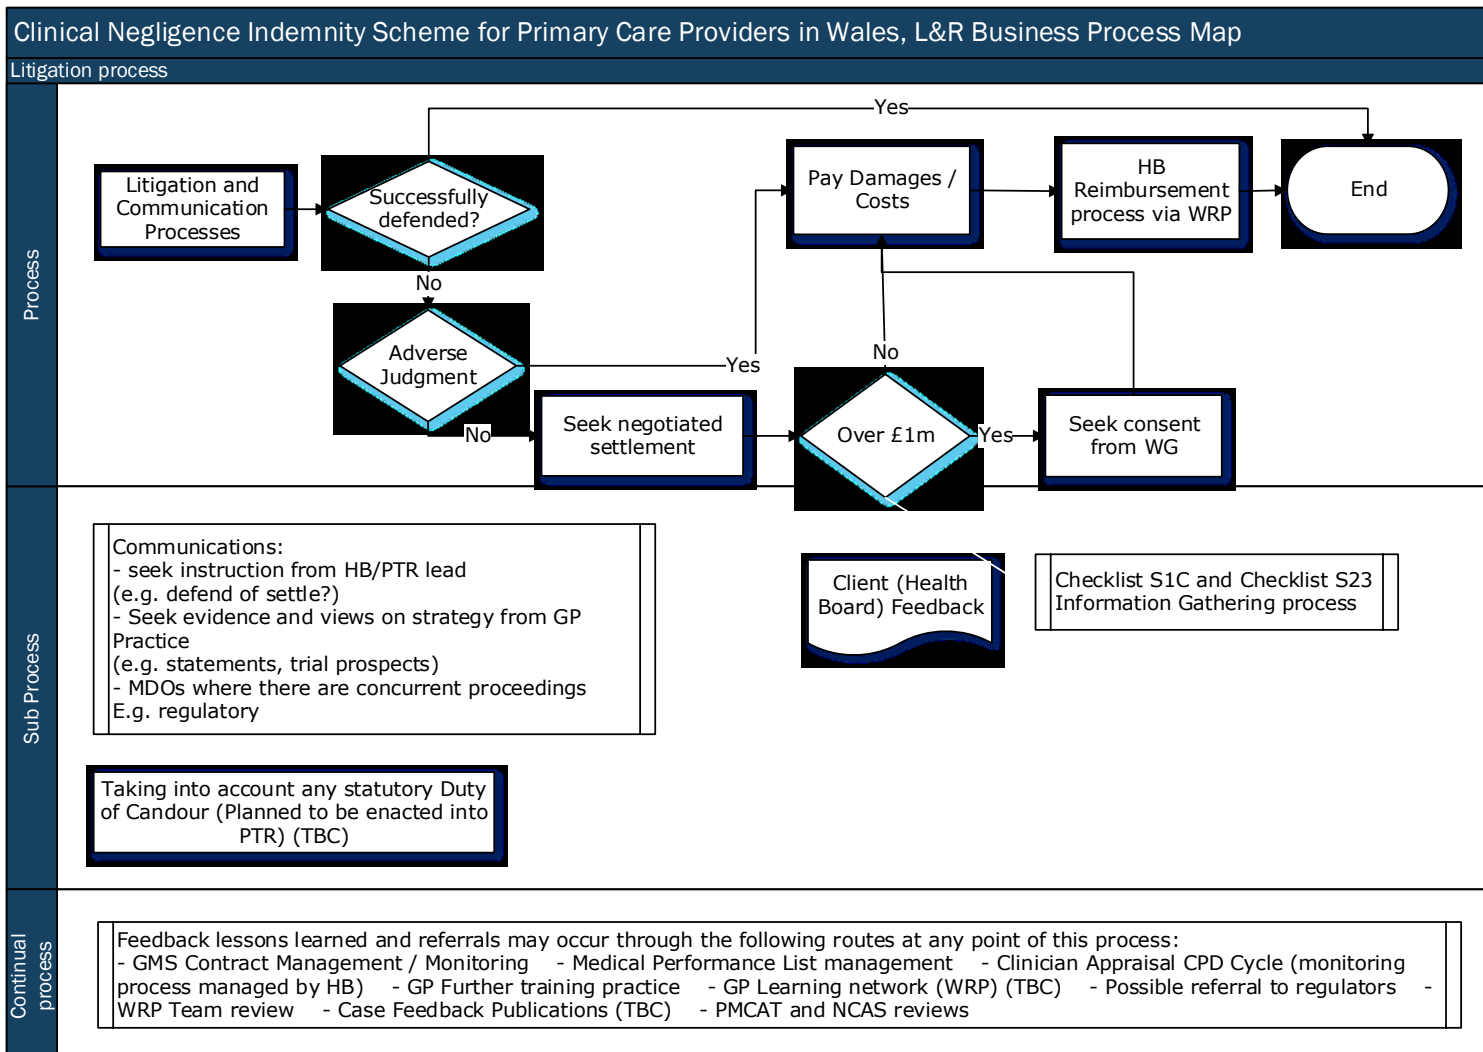 Clinical Negligence Indemnity Scheme for Primary Care Providers in Wales, L&R Business Process Map
Litigation process
Process
Yes
Litigation and
Communication
Processes
Successfully
defended?
Pay Damages /
Costs
HB
Reimbursement
process via WRP
End
No
Adverse
Judgment
Yes
No
Seek negotiated
settlement
No
Over £1m
Yes
Seek consent
from WG
Sub Process
Communications:
- seek instruction from HB/PTR lead
(e.g. defend of settle?)
- Seek evidence and views on strategy from GP
Practice
(e.g. statements, trial prospects)
- MDOs where there are concurrent proceedings
E.g. regulatory
Client (Health
Board) Feedback
Checklist S1C and Checklist S23
Information Gathering process
Taking into account any statutory Duty
of Candour (Planned to be enacted into
PTR) (TBC)
Continual
process
Feedback lessons learned and referrals may occur through the following routes at any point of this process:
- GMS Contract Management / Monitoring - Medical Performance List management - Clinician Appraisal CPD Cycle (monitoring
process managed by HB) - GP Further training practice - GP Learning network (WRP) (TBC) - Possible referral to regulators -
WRP Team review - Case Feedback Publications (TBC) - PMCAT and NCAS reviews